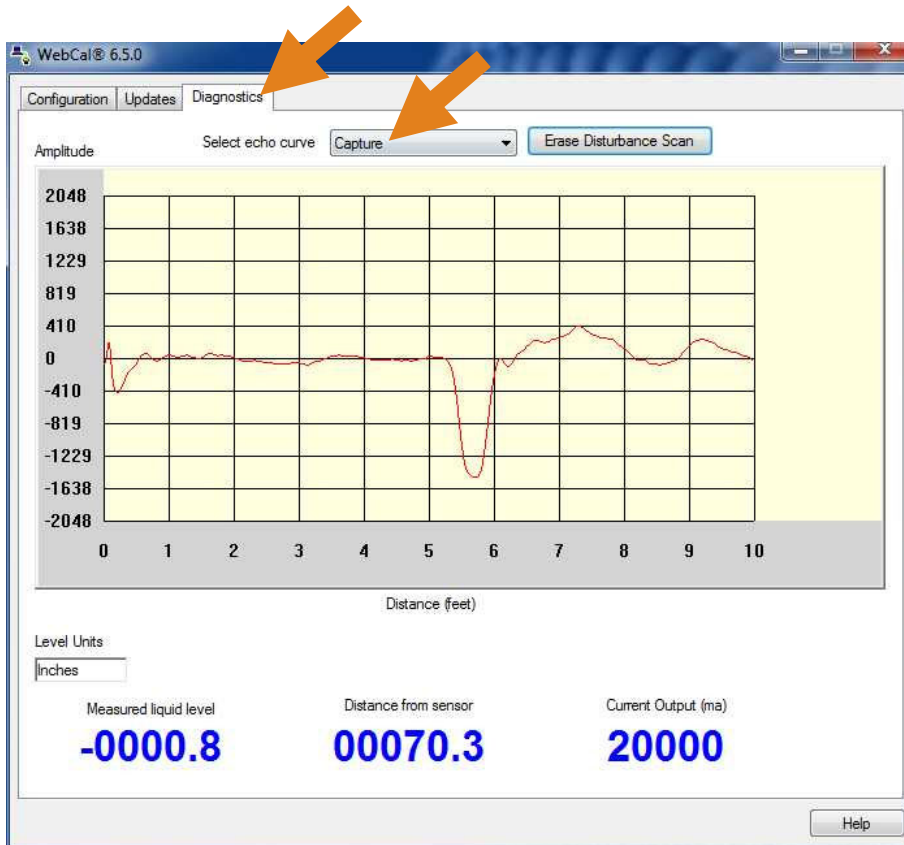 WebCal® 6.5.0
Configuration Updates Diagnostics
Select echo curve Capture Erase Disturbance Scan
Amplitude
2048
1638
1229
819
410
0
-410
-819
-1229
-1638
-2048
0 1 2 3 4 5 6 7 8 9 10
Distance (feet)
Level Units
Inches
Measured liquid level Distance from sensor Current Output (ma)
-0000.8 00070.3 20000
Help